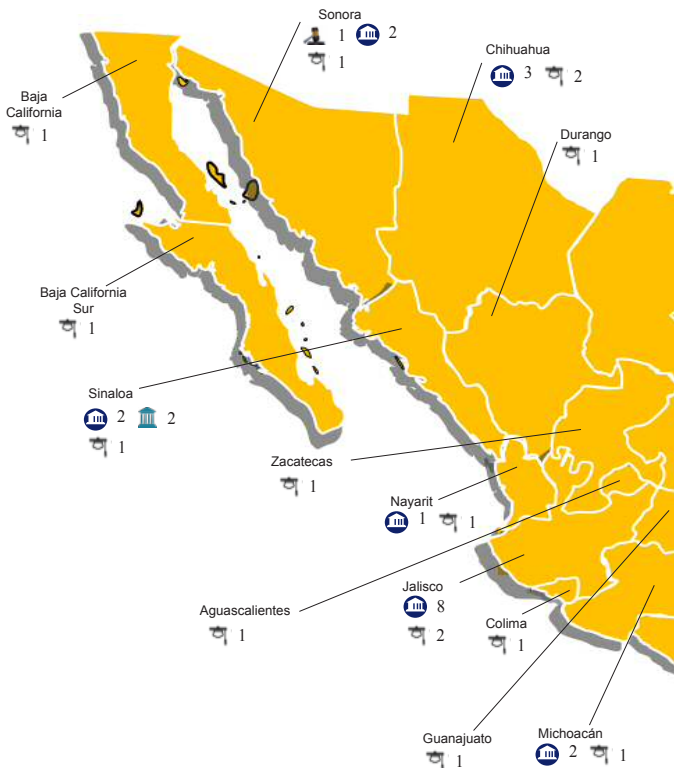 Sonora
1 2
1
Chihuahua
3 2
Baja
California
1
Durango
1
Baja California
Sur
1
Sinaloa
2 2
1
Zacatecas
1
Nayarit
1 1
Jalisco
8
2
Aguascalientes
1
Colima
1
Guanajuato
1
Michoacán
2 1